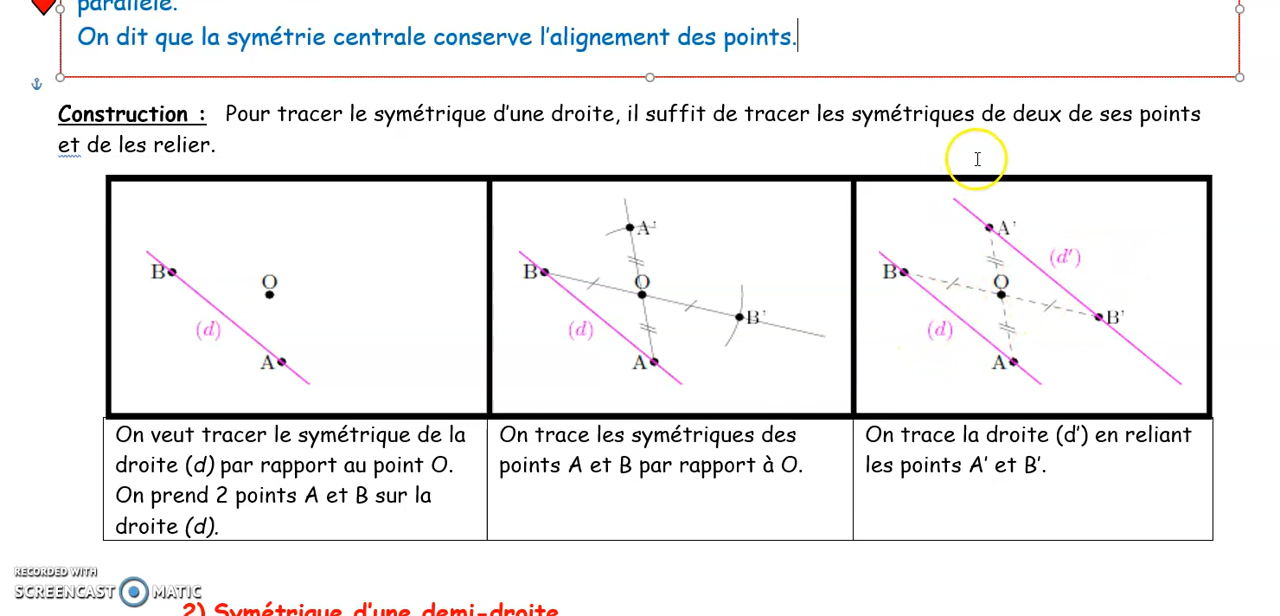 parallèle.
On dit que la symétrie centrale conserve l'alignement des points.
Construction : Pour tracer le symétrique d'une droite, il suffit de tracer les symétriques de deux de ses points
et de les relier.
B
O
(d)
A
A'
B
O
B'
(d)
A
A'
(d')
B
O
B'
(d)
A
On veut tracer le symétrique de la
droite (d) par rapport au point O.
On prend 2 points A et B sur la
droite (d).
On trace les symétriques des
points A et B par rapport à O.
On trace la droite (d') en reliant
les points A' et B'.
RECORDED WITH
SCREENCAST MATIC
2) Symétrique d'une demi-droite